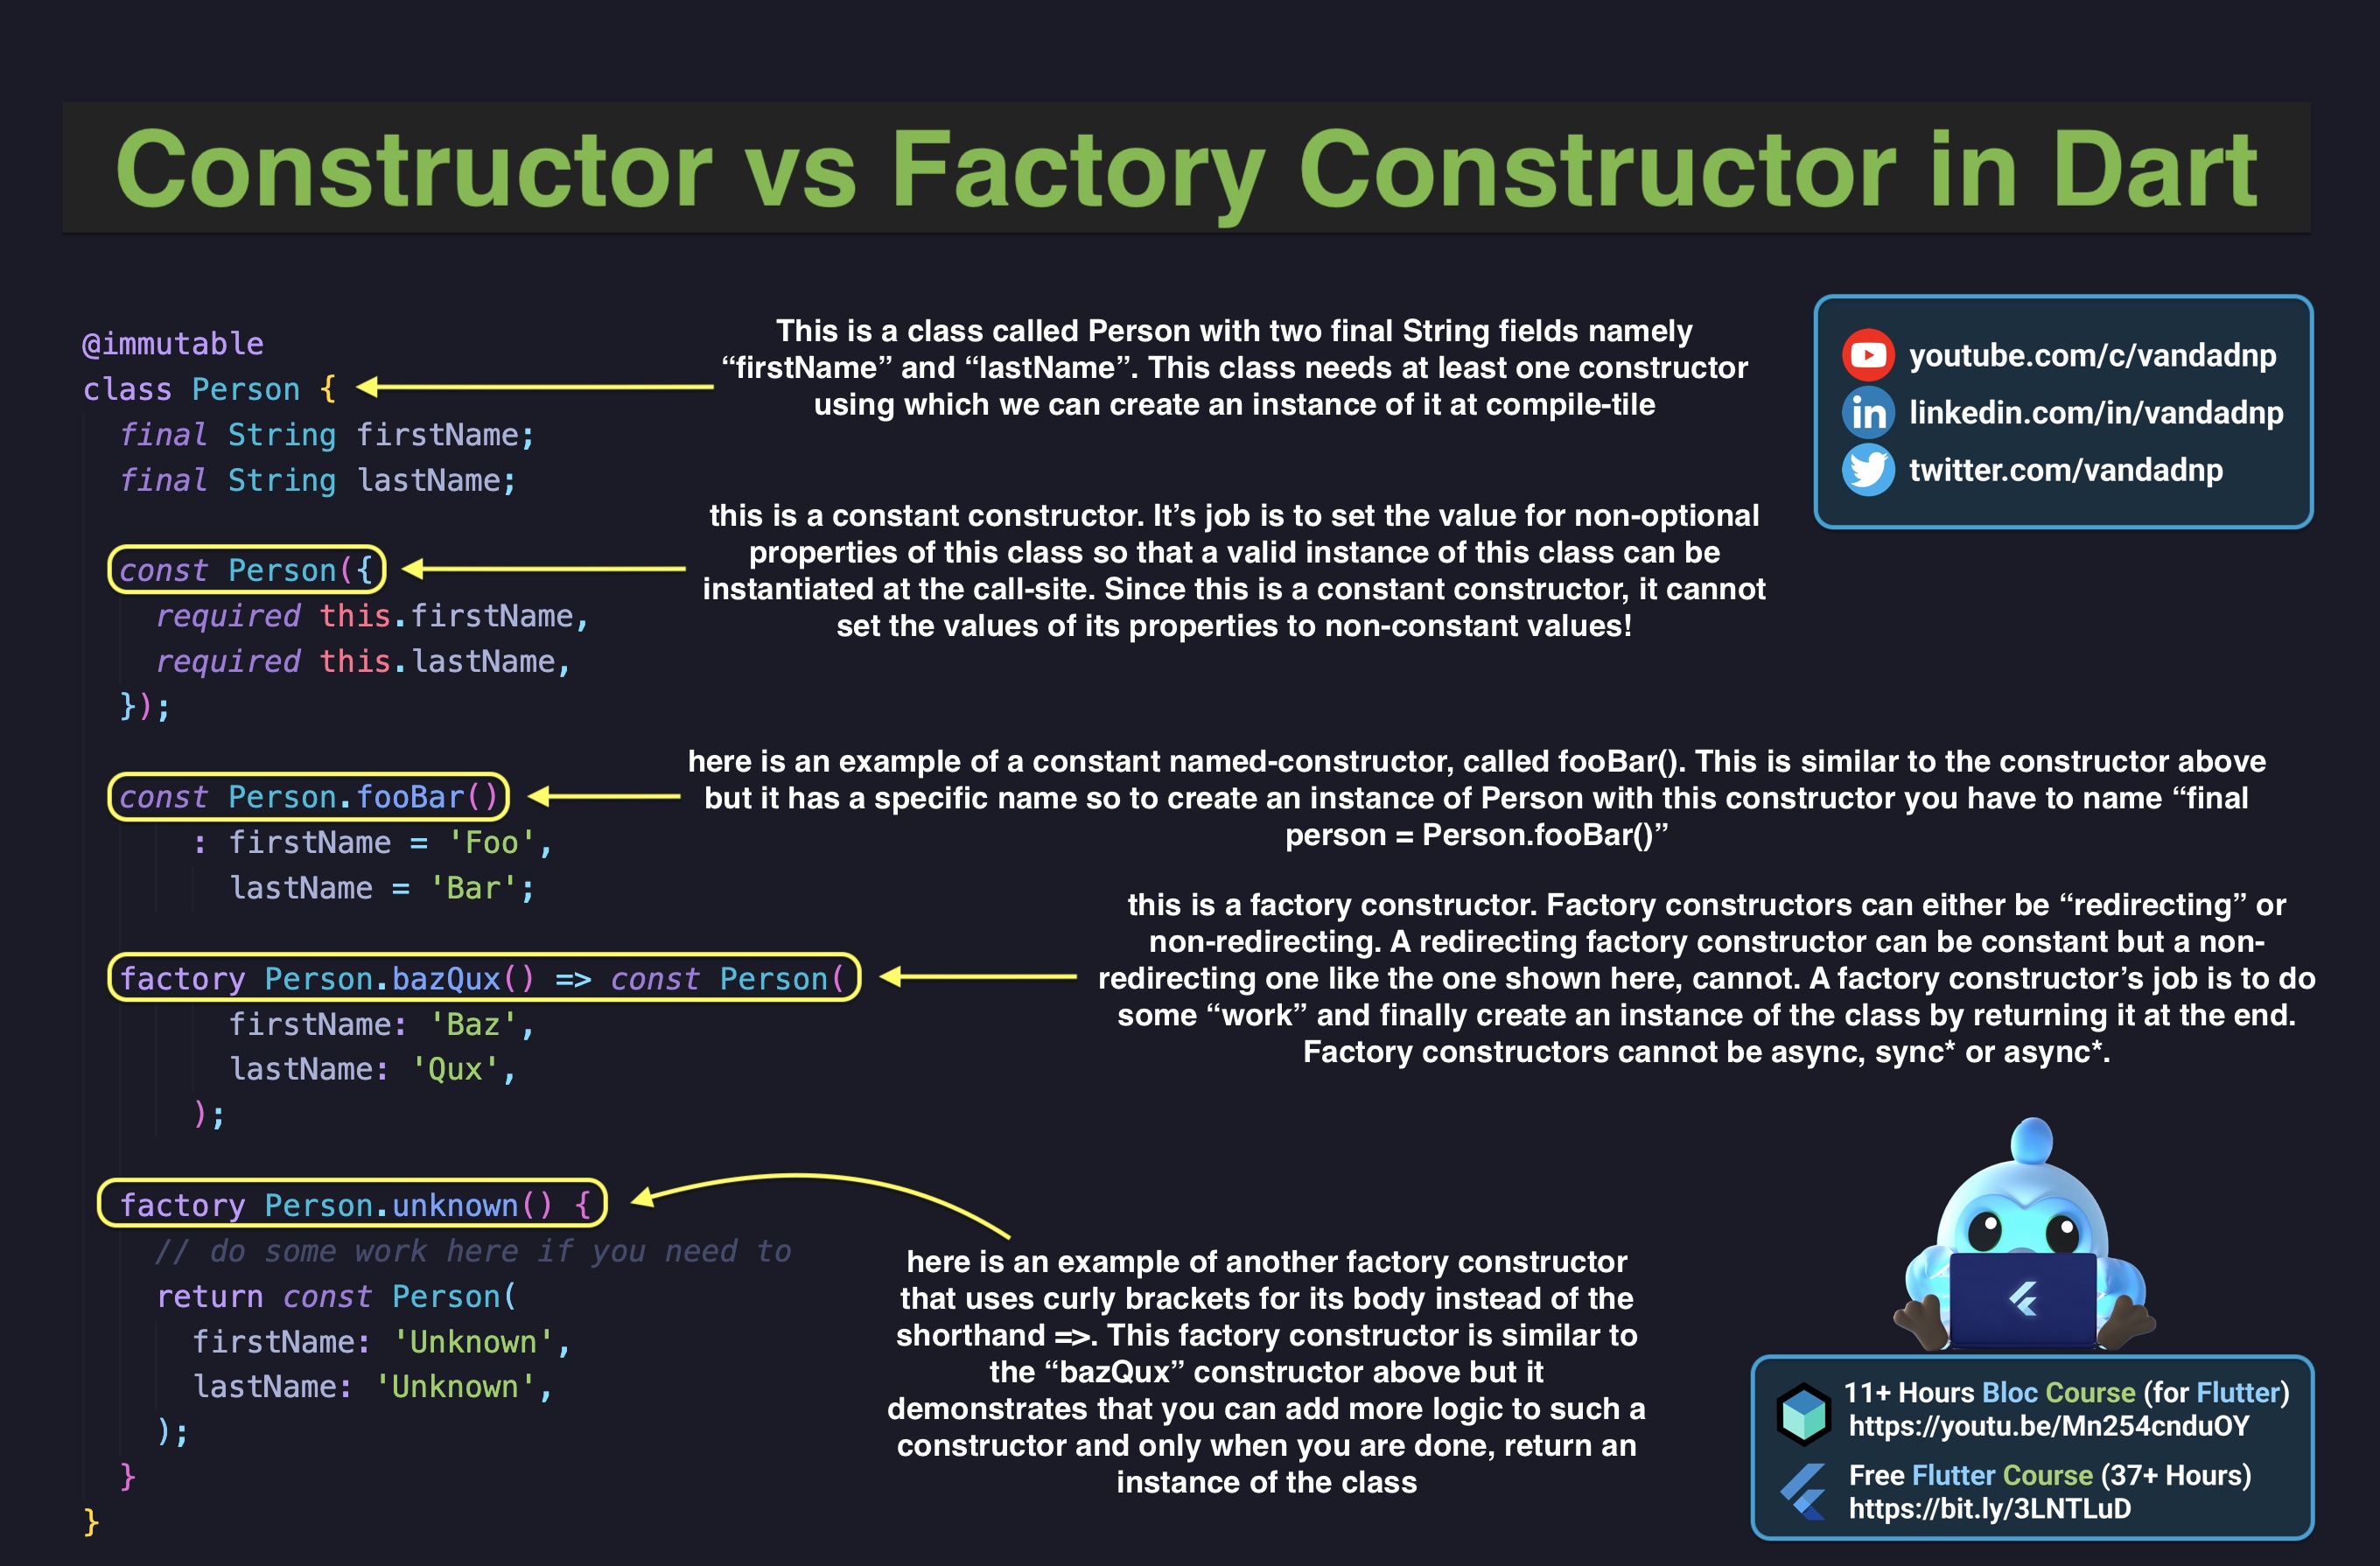 Constructor vs Factory Constructor in Dart
@immutable
class Person {
final String firstName;
final String lastName;
const Person({
required this.firstName,
required this.lastName,
});
const Person.fooBar()
: firstName = 'Foo',
lastName = 'Bar';
factory Person.bazQux() => const Person(
firstName: 'Baz',
lastName: 'Qux',
);
factory Person.unknown() {
// do some work here if you need to
return const Person(
firstName: 'Unknown',
lastName: 'Unknown',
);
}
}
This is a class called Person with two final String fields namely
“firstName” and “lastName”. This class needs at least one constructor
using which we can create an instance of it at compile-tile
this is a constant constructor. It’s job is to set the value for non-optional
properties of this class so that a valid instance of this class can be
instantiated at the call-site. Since this is a constant constructor, it cannot
set the values of its properties to non-constant values!
here is an example of a constant named-constructor, called fooBar(). This is similar to the constructor above
but it has a specific name so to create an instance of Person with this constructor you have to name “final
person = Person.fooBar()”
this is a factory constructor. Factory constructors can either be “redirecting” or
non-redirecting. A redirecting factory constructor can be constant but a non-
redirecting one like the one shown here, cannot. A factory constructor’s job is to do
some “work” and finally create an instance of the class by returning it at the end.
Factory constructors cannot be async, sync* or async*.
here is an example of another factory constructor
that uses curly brackets for its body instead of the
shorthand =>. This factory constructor is similar to
the “bazQux” constructor above but it
demonstrates that you can add more logic to such a
constructor and only when you are done, return an
instance of the class
youtube.com/c/vandadnp
in linkedin.com/in/vandadnp
twitter.com/vandadnp
11+ Hours Bloc Course (for Flutter)
https://youtu.be/Mn254cnduOY
Free Flutter Course (37+ Hours)
https://bit.ly/3LNTLuD